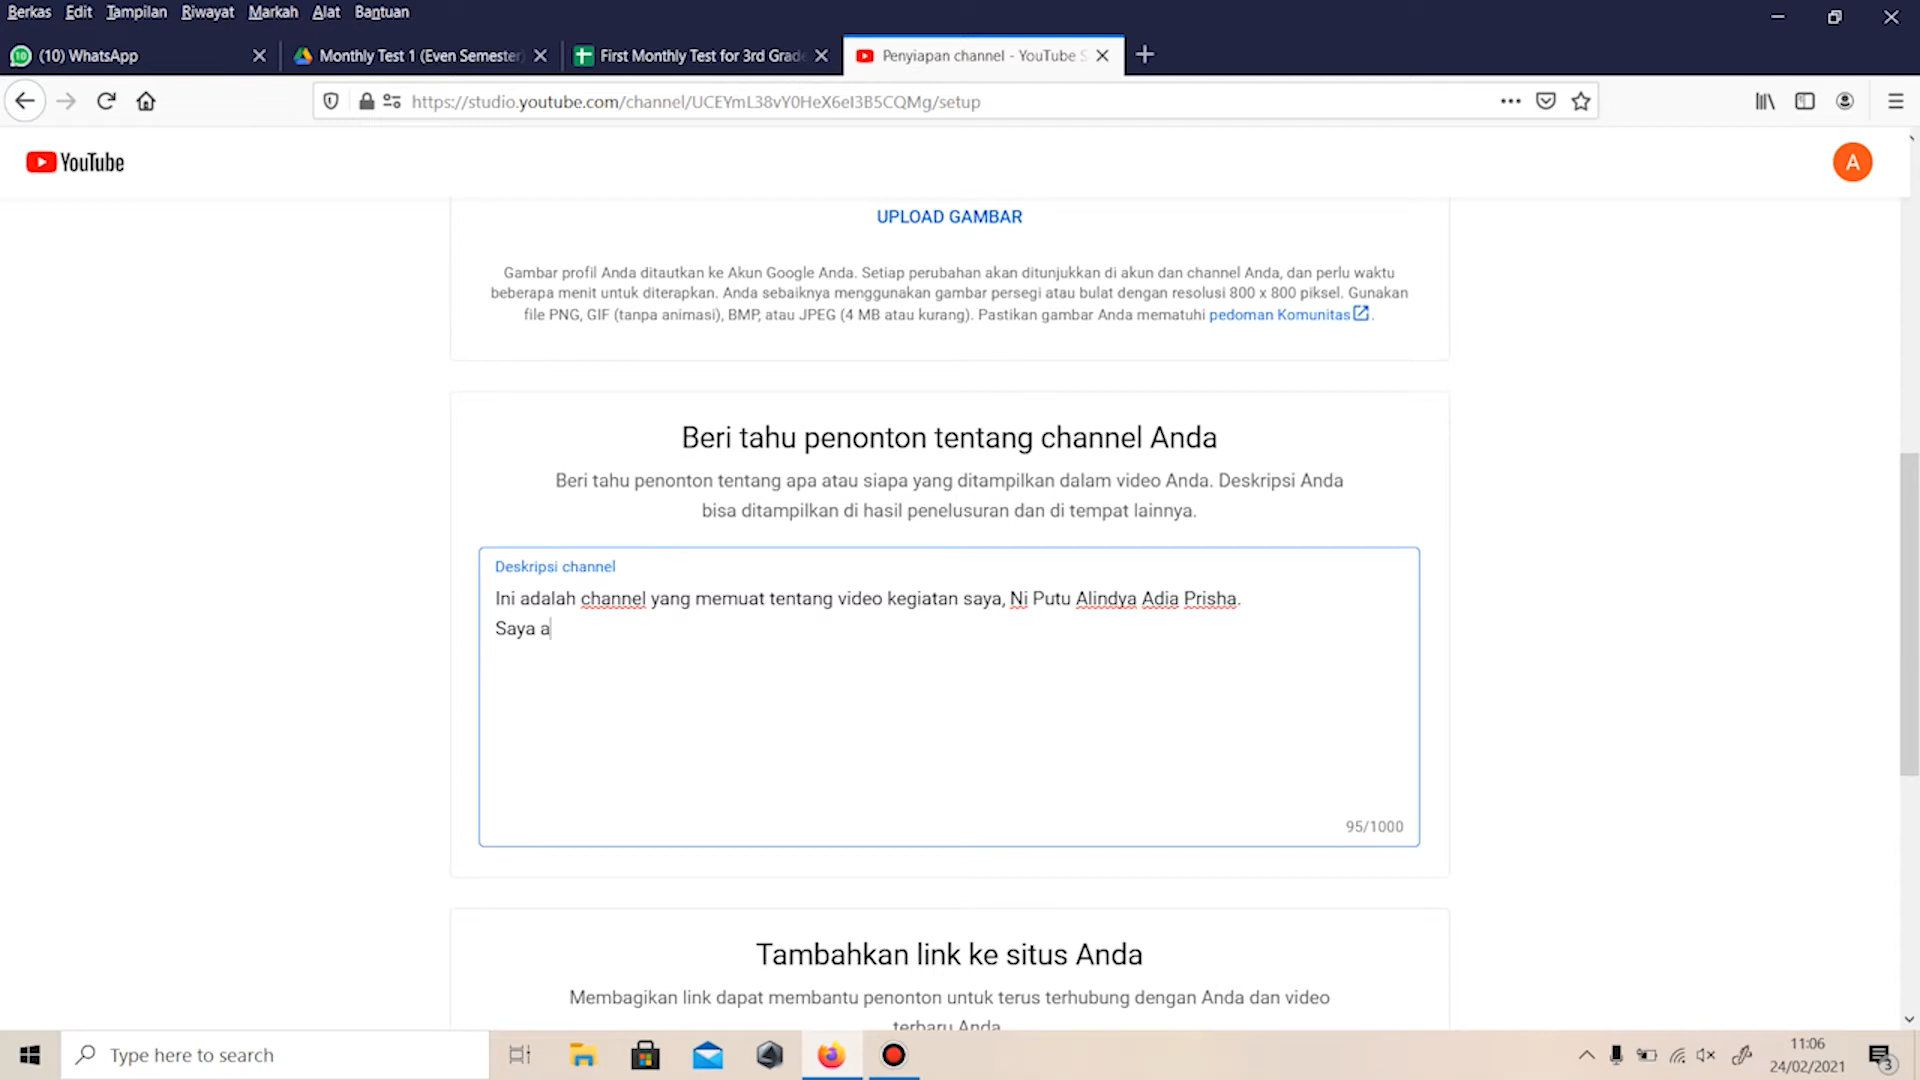 Berkas Edit Tampilan Riwayat Markah Alat Bantuan
(10) WhatsApp
Monthly Test 1 (Even Semester
First Monthly Test for 3rd Grade
Penyiapan channel - YouTube S
https://studio.youtube.com/channel/UCEYmL38vY0HeX6eI3B5CQMg/setup
YouTube
A
UPLOAD GAMBAR
Gambar profil Anda ditautkan ke Akun Google Anda. Setiap perubahan akan ditunjukkan di akun dan channel Anda, dan perlu waktu
beberapa menit untuk diterapkan. Anda sebaiknya menggunakan gambar persegi atau bulat dengan resolusi 800 x 800 piksel. Gunakan
file PNG, GIF (tanpa animasi), BMP, atau JPEG (4 MB atau kurang). Pastikan gambar Anda mematuhi pedoman Komunitas.
Beri tahu penonton tentang channel Anda
Beri tahu penonton tentang apa atau siapa yang ditampilkan dalam video Anda. Deskripsi Anda
bisa ditampilkan di hasil penelusuran dan di tempat lainnya.
Deskripsi channel
Ini adalah channel yang memuat tentang video kegiatan saya, Ni Putu Alindya Adia Prisha.
Saya a
95/1000
Tambahkan link ke situs Anda
Membagikan link dapat membantu penonton untuk terus terhubung dengan Anda dan video
terbaru Anda.
Type here to search
11:06
24/02/2021
3